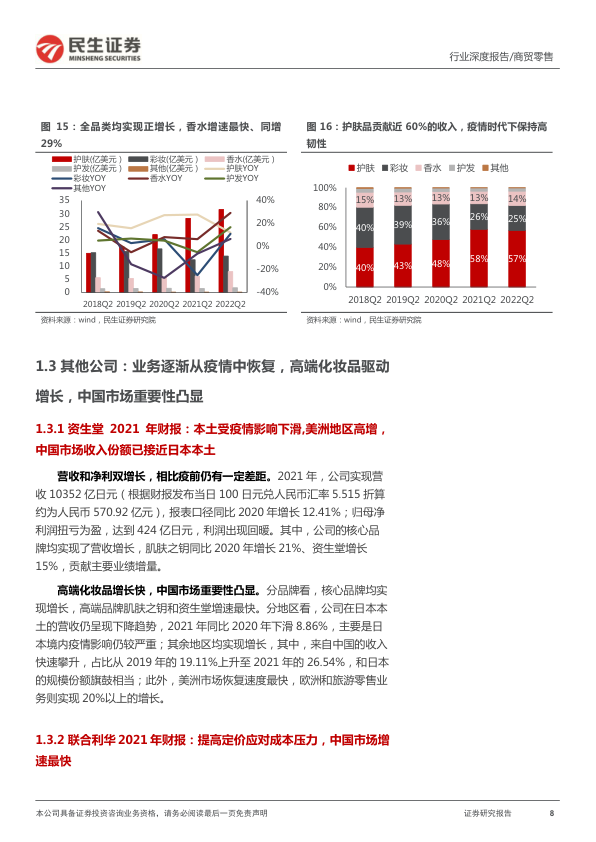 民生证券
MINSHENG SECURITIES
行业深度报告/商贸零售
图 15：全品类均实现正增长，香水增速最快、同增
29%
护肤(亿美元） 彩妆(亿美元） 香水(亿美元）
护发(亿美元） 其他(亿美元） 护肤YOY
彩妆YOY 香水YOY 护发YOY
其他YOY
35
30
25
20
15
10
5
0
40%
20%
0%
-20%
-40%
2018Q2 2019Q2 2020Q2 2021Q2 2022Q2
资料来源：wind，民生证券研究院
图 16：护肤品贡献近 60%的收入，疫情时代下保持高
韧性
护肤 彩妆 香水 护发 其他
100%
80%
60%
40%
20%
0%
15% 13% 13% 13% 14%
40% 39% 36% 26% 25%
40% 43% 48% 58% 57%
2018Q2 2019Q2 2020Q2 2021Q2 2022Q2
资料来源：wind，民生证券研究院
1.3 其他公司：业务逐渐从疫情中恢复，高端化妆品驱动
增长，中国市场重要性凸显
1.3.1 资生堂 2021 年财报：本土受疫情影响下滑,美洲地区高增，
中国市场收入份额已接近日本本土
营收和净利双增长，相比疫前仍有一定差距。2021 年，公司实现营
收 10352 亿日元（根据财报发布当日 100 日元兑人民币汇率 5.515 折算
约为人民币 570.92 亿元），报表口径同比 2020 年增长 12.41%；归母净
利润扭亏为盈，达到 424 亿日元，利润出现回暖。其中，公司的核心品
牌均实现了营收增长，肌肤之钥同比 2020 年增长 21%、资生堂增长
15%，贡献主要业绩增量。
高端化妆品增长快，中国市场重要性凸显。分品牌看，核心品牌均实
现增长，高端品牌肌肤之钥和资生堂增速最快。分地区看，公司在日本本
土的营收仍呈现下降趋势，2021 年同比 2020 年下滑 8.86%，主要是日
本境内疫情影响仍较严重；其余地区均实现增长，其中，来自中国的收入
快速攀升，占比从 2019 年的 19.11%上升至 2021 年的 26.54%，和日本
的规模份额旗鼓相当；此外，美洲市场恢复速度最快，欧洲和旅游零售业
务则实现 20%以上的增长。
1.3.2 联合利华 2021 年财报：提高定价应对成本压力，中国市场增
速最快
本公司具备证券投资咨询业务资格，请务必阅读最后一页免责声明
证券研究报告
8